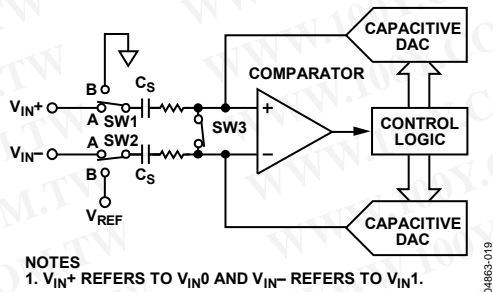 CAPACITIVE
DAC
B
CS
COMPARATOR
VIN+
A
SW1
+
SW3
CONTROL
LOGIC
VIN–
A
SW2
–
B
CS
VREF
CAPACITIVE
DAC
NOTES
1. VIN+ REFERS TO VIN0 AND VIN– REFERS TO VIN1.
04863-019